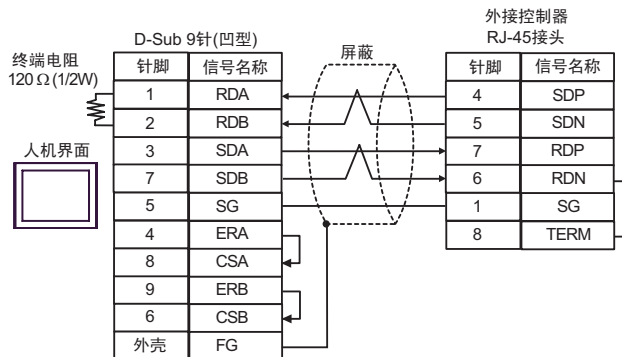 外接控制器
D-Sub 9针(凹型)
RJ-45接头
终端电阻
120Ω(1/2W)
屏蔽
针脚 信号名称
针脚 信号名称
1 RDA
4 SDP
2 RDB
5 SDN
人机界面
3 SDA
7 RDP
7 SDB
6 RDN
5 SG
1 SG
4 ERA
8 TERM
8 CSA
9 ERB
6 CSB
外壳 FG